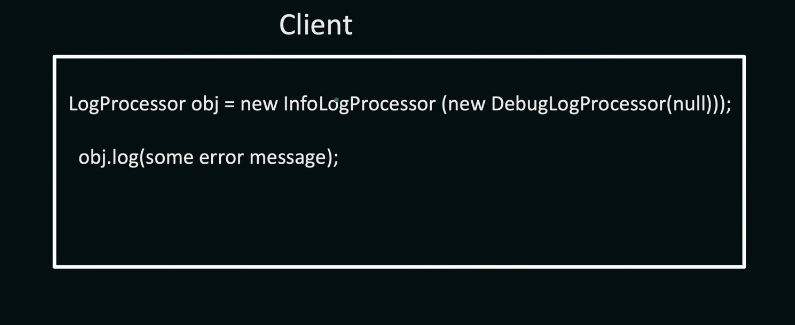 Client
LogProcessor obj = new InfoLogProcessor (new DebugLogProcessor(null)));
obj.log(some error message);